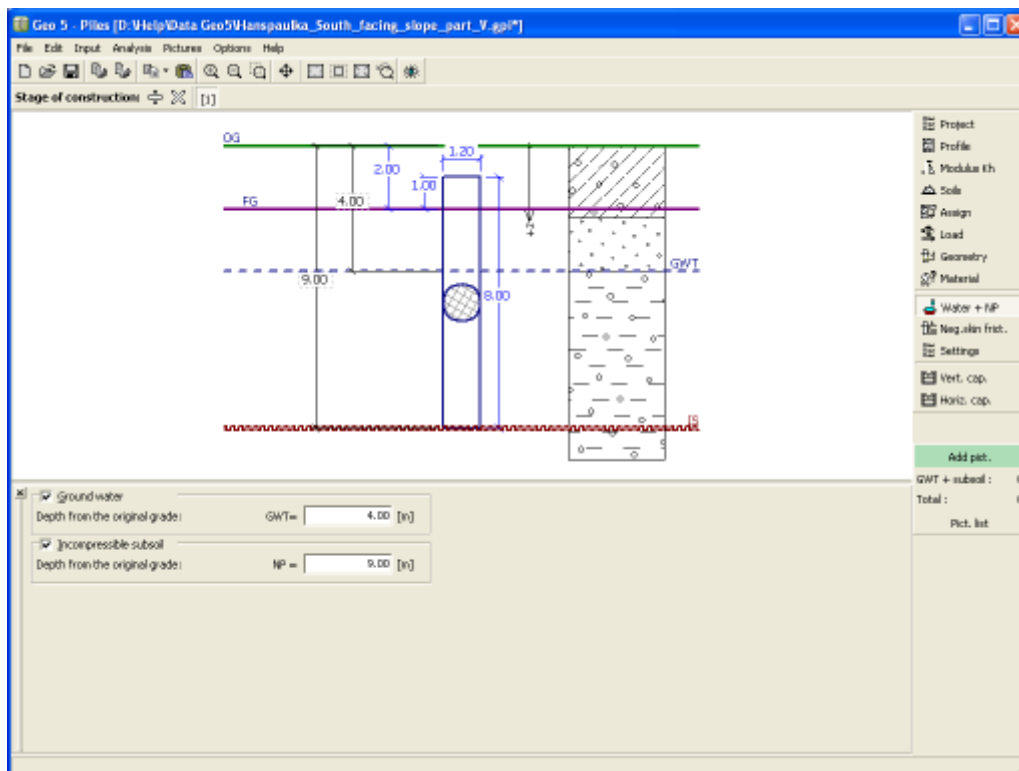 Geo 5 - Piles [D:\Help\Data Geo5\Hanspaulka_South_facing_slope_part_V.gpi*]
File Edit Input Analysis Pictures Options Help
Stage of construction: [1]
OG
1.20
2.00
1.00
4.00
FG
+z
GWT
9.00
8.00
IS
Project
Profile
Modulus Kh
Soils
Assign
Load
Geometry
Material
Water + NP
Neg.skin frist.
Settings
Vert. cap.
Horiz. cap.
Add pict.
GWT + subsoil :
Total :
Pict. list
Ground water
Depth from the original grade: GWT= 4.00 [m]
Incompressible subsoil
Depth from the original grade: NP = 9.00 [m]